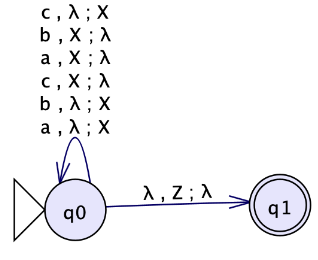 c , λ ; X
b , X ; λ
a , X ; λ
c , X ; λ
b , λ ; X
a , λ ; X
q0
λ , Z ; λ
q1